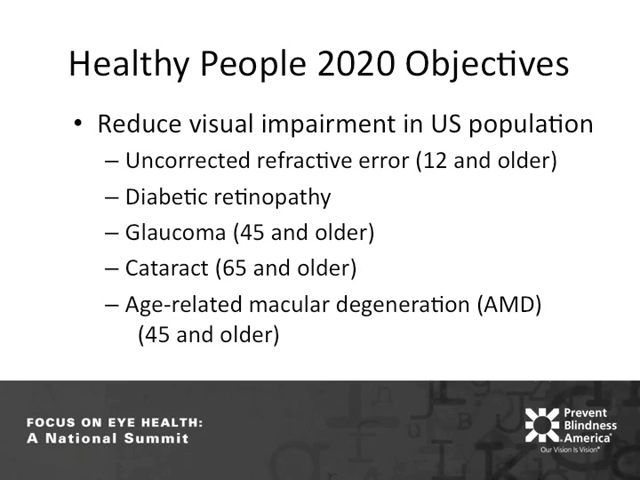 Healthy People 2020 Objectives
• Reduce visual impairment in US population
– Uncorrected refractive error (12 and older)
– Diabetic retinopathy
– Glaucoma (45 and older)
– Cataract (65 and older)
– Age-related macular degeneration (AMD)
(45 and older)
FOCUS ON EYE HEALTH:
A National Summit
Prevent
Blindness
America®
Our Vision Is Vision®